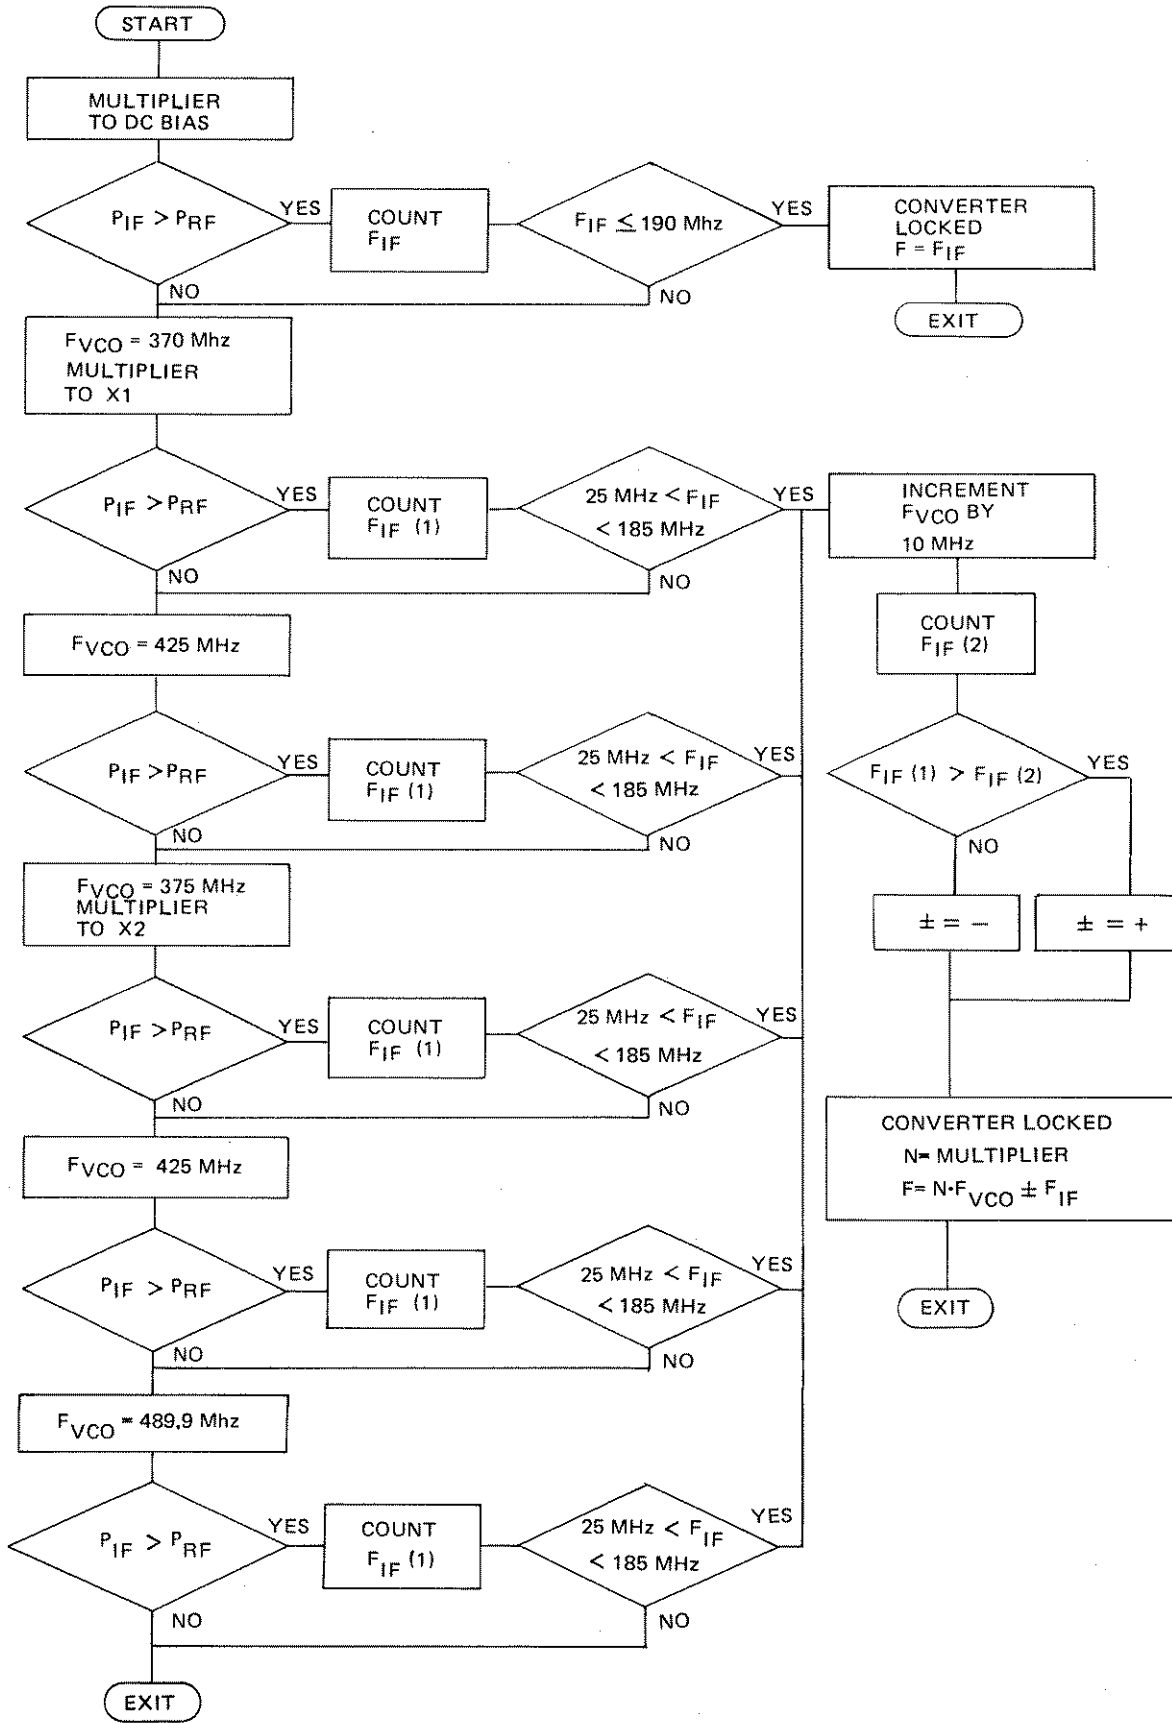 START
MULTIPLIER
TO DC BIAS
PIF > PRF
YES
NO
COUNT
FIF
FIF ≤ 190 Mhz
YES
NO
CONVERTER
LOCKED
F = FIF
EXIT
FVCO = 370 Mhz
MULTIPLIER
TO X1
PIF > PRF
YES
NO
COUNT
FIF (1)
25 MHz < FIF
< 185 MHz
YES
NO
INCREMENT
FVCO BY
10 MHz
COUNT
FIF (2)
FIF (1) > FIF (2)
YES
NO
± = −
± = +
CONVERTER LOCKED
N= MULTIPLIER
F= N·FVCO ± FIF
EXIT
FVCO = 425 MHz
PIF > PRF
YES
NO
COUNT
FIF (1)
25 MHz < FIF
< 185 MHz
YES
NO
FVCO = 375 MHz
MULTIPLIER
TO X2
PIF > PRF
YES
NO
COUNT
FIF (1)
25 MHz < FIF
< 185 MHz
YES
NO
FVCO = 425 MHz
PIF > PRF
YES
NO
COUNT
FIF (1)
25 MHz < FIF
< 185 MHz
YES
NO
FVCO = 489,9 Mhz
PIF > PRF
YES
NO
COUNT
FIF (1)
25 MHz < FIF
< 185 MHz
YES
NO
EXIT